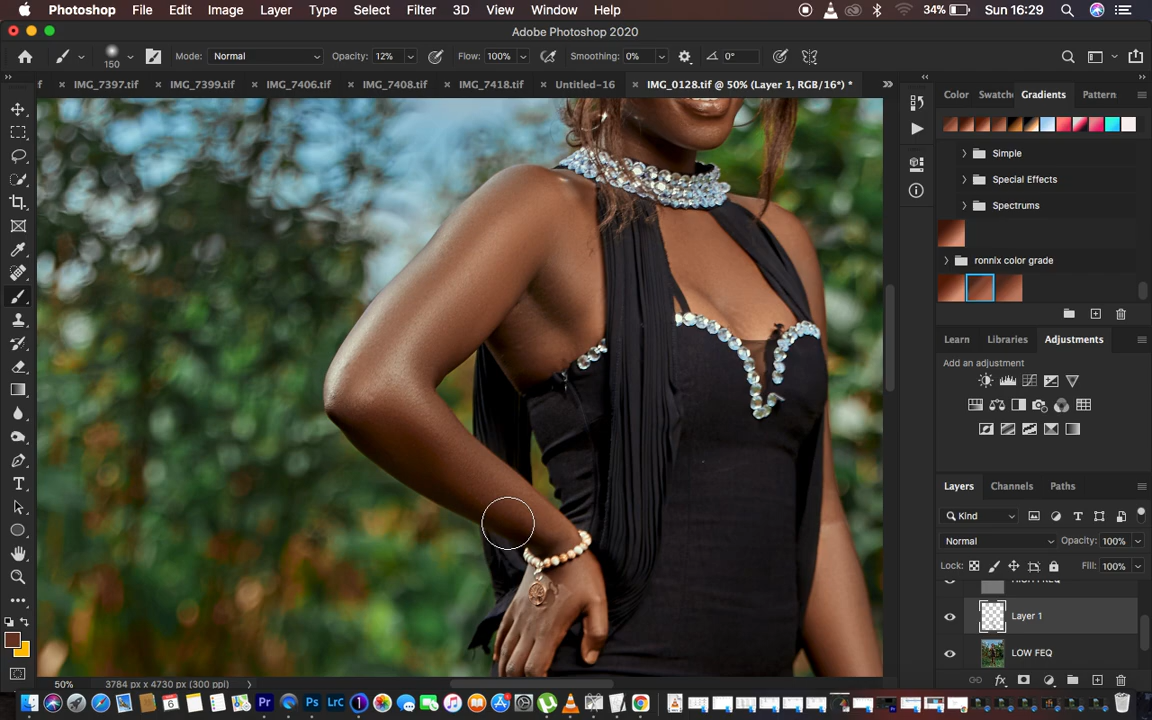 Photoshop File Edit Image Layer Type Select Filter 3D View Window Help 34% Sun 16:29
Adobe Photoshop 2020
150 Mode: Normal Opacity: 12% Flow: 100% Smoothing: 0% 0°
IMG_7397.tif IMG_7399.tif IMG_7406.tif IMG_7408.tif IMG_7418.tif Untitled-16 IMG_0128.tif @ 50% (Layer 1, RGB/16*) *
Color Swatche Gradients Pattern
Simple
Special Effects
Spectrums
ronnix color grade
Learn Libraries Adjustments
Add an adjustment
Layers Channels Paths
Kind
Normal Opacity: 100%
Lock: Fill: 100%
HIGH FREQ
Layer 1
LOW FEQ
50% 3784 px x 4730 px (300 ppi)